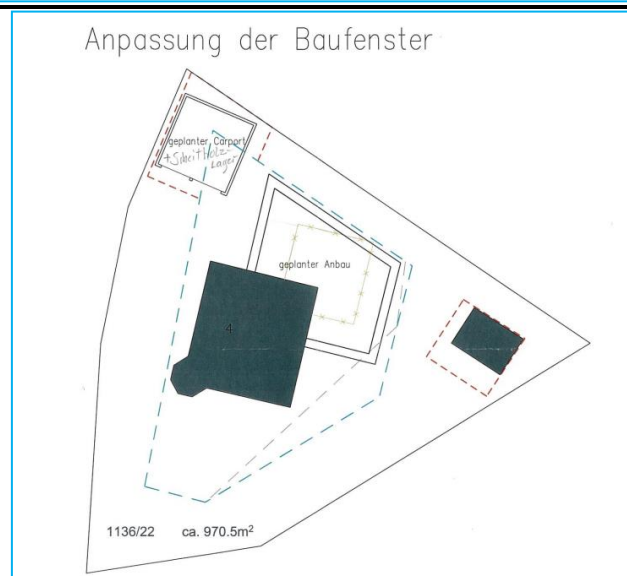 Anpassung der Baufenster
geplanter Carport
+ Scheitholz-
Lager
geplanter Anbau
4
1136/22 ca. 970.5m²